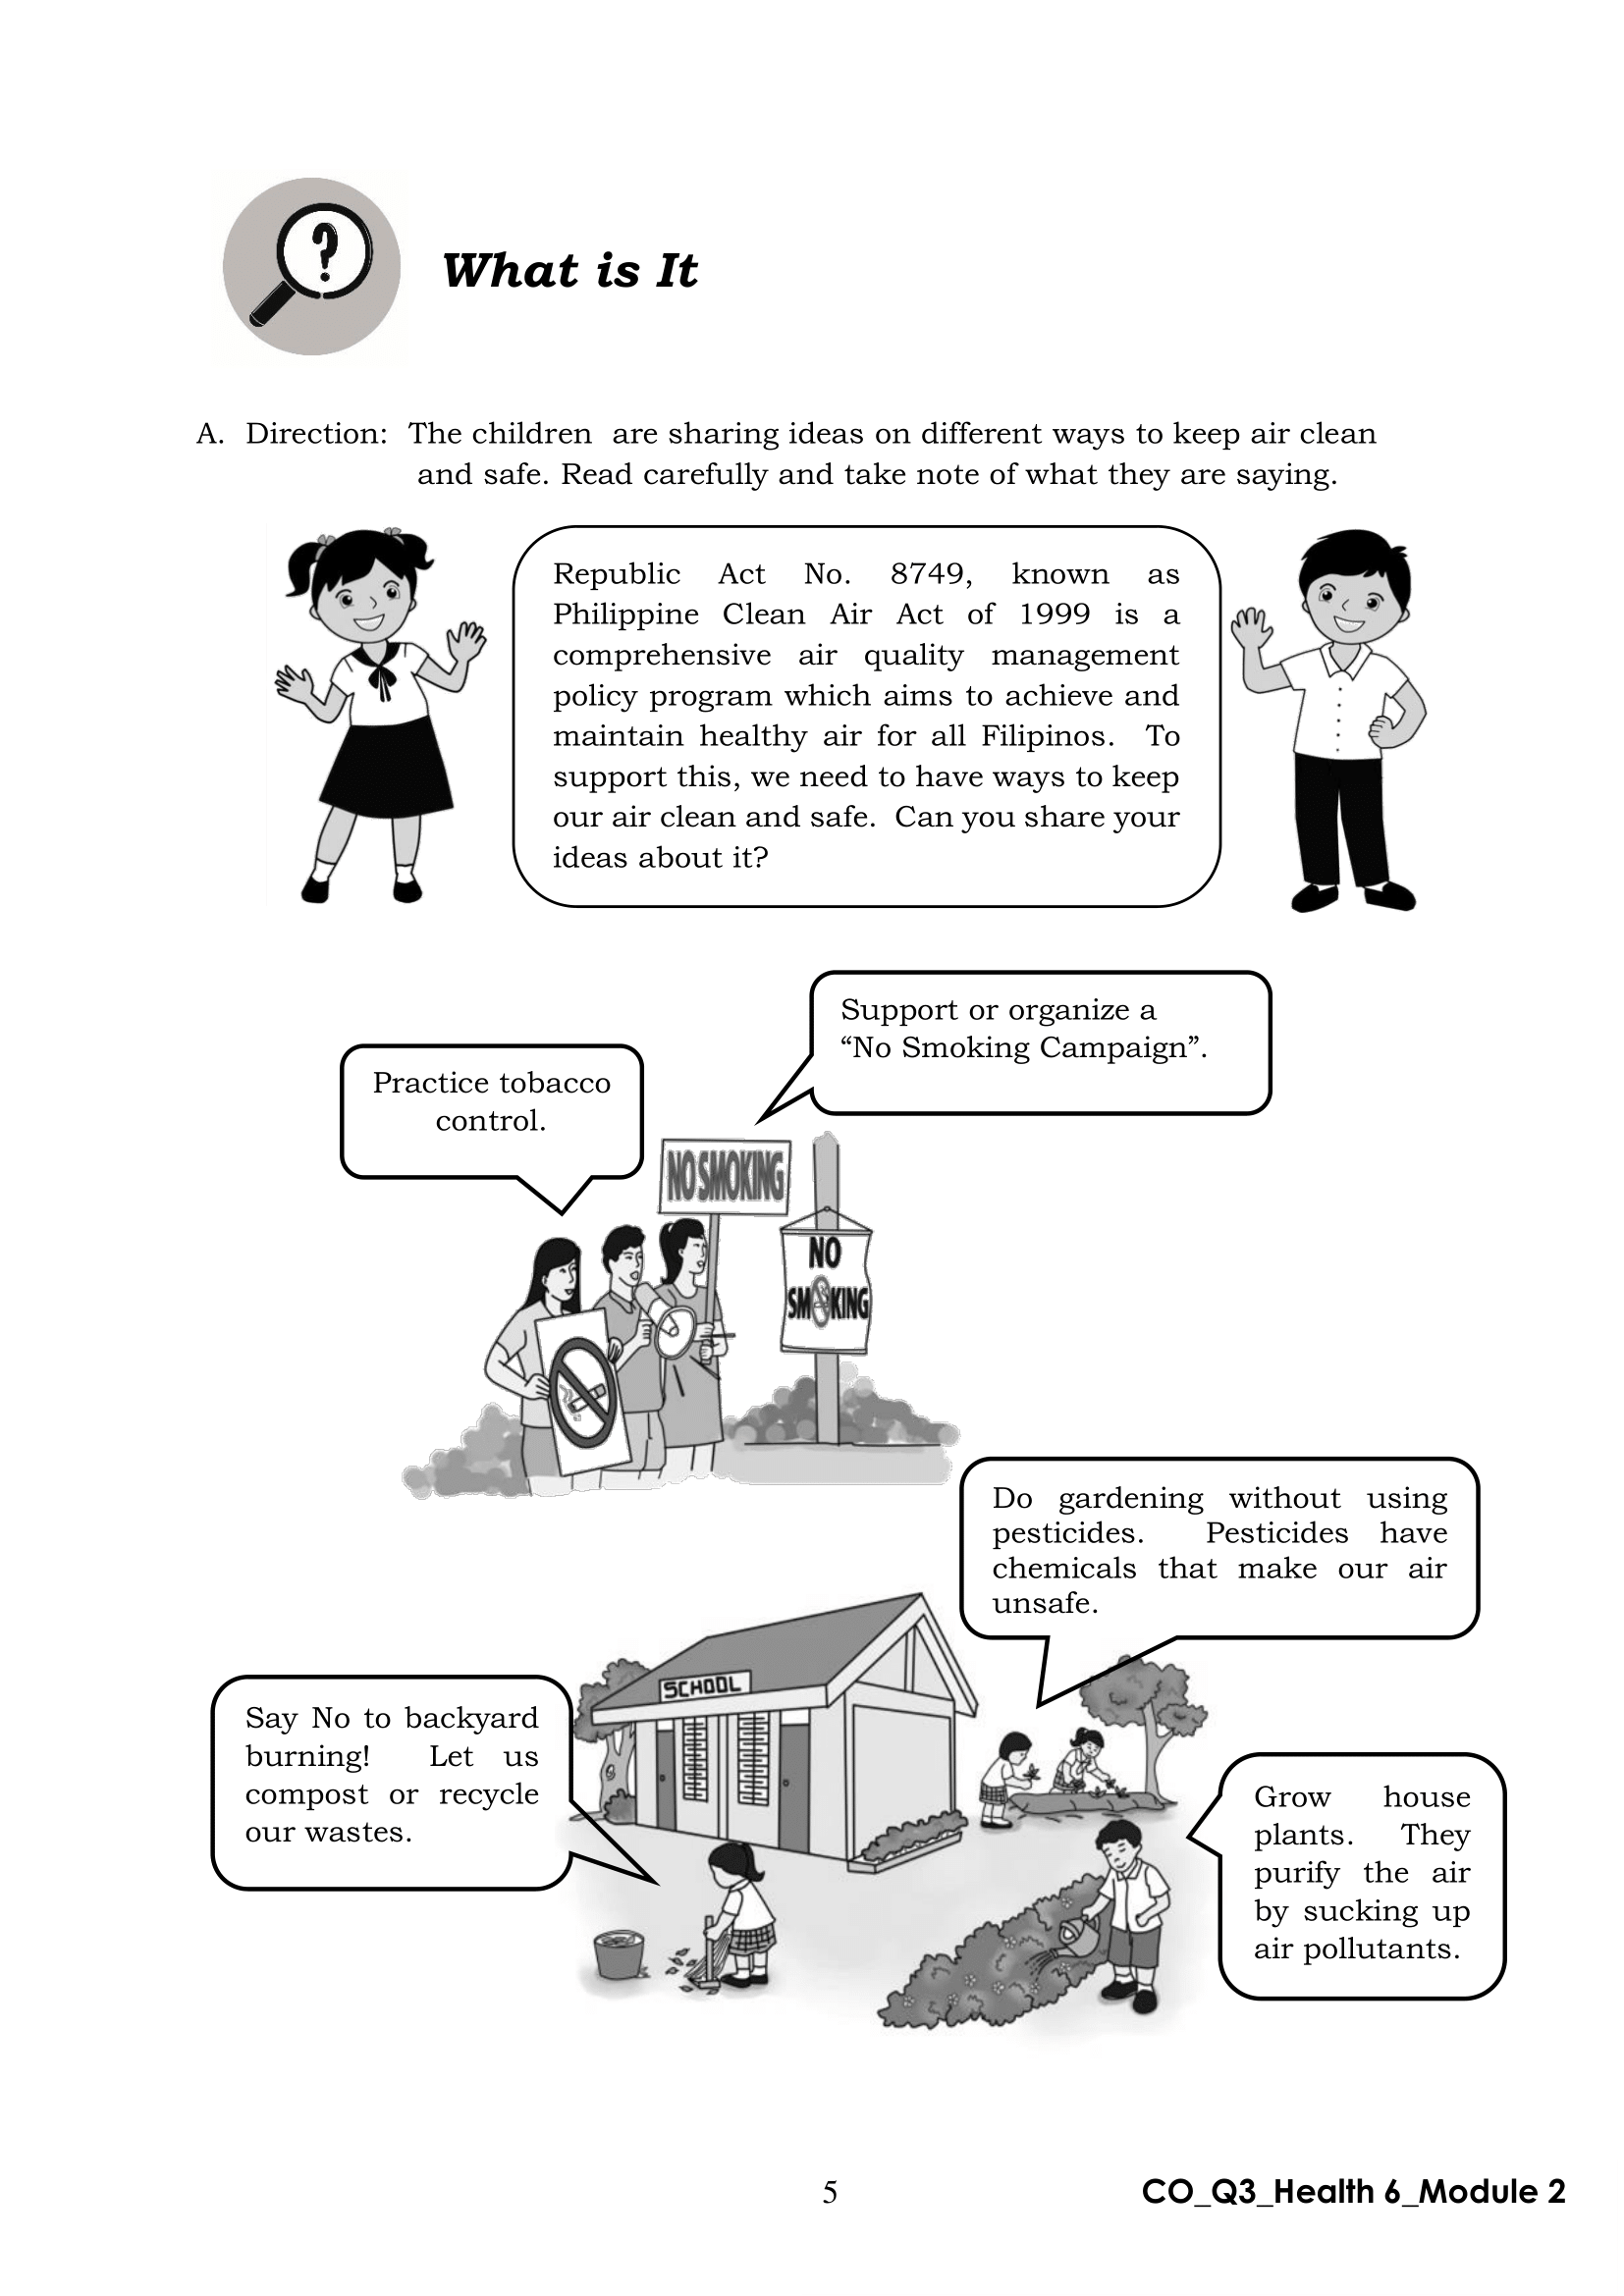 ?
What is It
A. Direction: The children are sharing ideas on different ways to keep air clean
and safe. Read carefully and take note of what they are saying.
Republic Act No. 8749, known as
Philippine Clean Air Act of 1999 is a
comprehensive air quality management
policy program which aims to achieve and
maintain healthy air for all Filipinos. To
support this, we need to have ways to keep
our air clean and safe. Can you share your
ideas about it?
Support or organize a
“No Smoking Campaign”.
Practice tobacco
control.
NO SMOKING
NO
SMOKING
Do gardening without using
pesticides. Pesticides have
chemicals that make our air
unsafe.
SCHOOL
Say No to backyard
burning! Let us
compost or recycle
our wastes.
Grow house
plants. They
purify the air
by sucking up
air pollutants.
5
CO_Q3_Health 6_Module 2